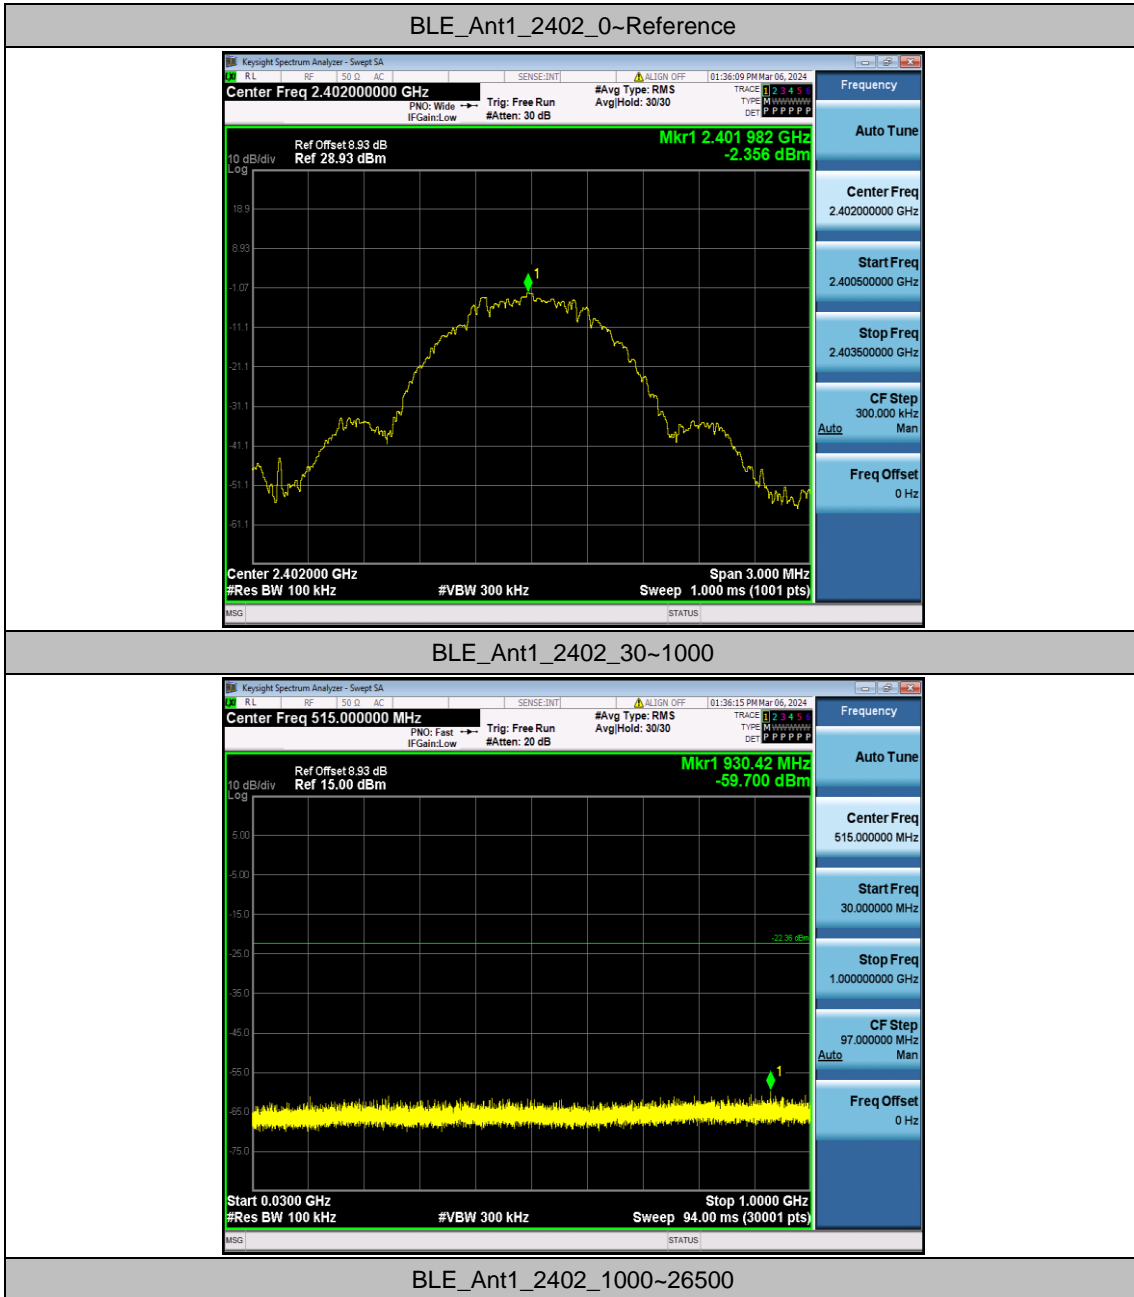 BLE_Ant1_2402_0~Reference
Keysight Spectrum Analyzer - Swept SA
RL RF 50 Ω AC SENSE:INT ALIGN OFF 01:36:09 PM Mar 06, 2024
Center Freq 2.402000000 GHz
PNO: Wide
IFGain:Low
Trig: Free Run
#Atten: 30 dB
#Avg Type: RMS
Avg|Hold: 30/30
TRACE 1 2 3 4 5 6
TYPE M W W W W W
DET P P P P P P
Ref Offset 8.93 dB
10 dB/div Ref 28.93 dBm
Log
Mkr1 2.401 982 GHz
-2.356 dBm
18.9
8.93
-1.07
-11.1
-21.1
-31.1
-41.1
-51.1
-61.1
1
Center 2.402000 GHz Span 3.000 MHz
#Res BW 100 kHz #VBW 300 kHz Sweep 1.000 ms (1001 pts)
MSG STATUS
Frequency
Auto Tune
Center Freq
2.402000000 GHz
Start Freq
2.400500000 GHz
Stop Freq
2.403500000 GHz
CF Step
300.000 kHz
Auto Man
Freq Offset
0 Hz
BLE_Ant1_2402_30~1000
Keysight Spectrum Analyzer - Swept SA
RL RF 50 Ω AC SENSE:INT ALIGN OFF 01:36:15 PM Mar 06, 2024
Center Freq 515.000000 MHz
PNO: Fast
IFGain:Low
Trig: Free Run
#Atten: 20 dB
#Avg Type: RMS
Avg|Hold: 30/30
TRACE 1 2 3 4 5 6
TYPE M W W W W W
DET P P P P P P
Ref Offset 8.93 dB
10 dB/div Ref 15.00 dBm
Log
Mkr1 930.42 MHz
-59.700 dBm
5.00
-5.00
-15.0
-22.36 dBm
-25.0
-35.0
-45.0
-55.0
-65.0
-75.0
1
Start 0.0300 GHz Stop 1.0000 GHz
#Res BW 100 kHz #VBW 300 kHz Sweep 94.00 ms (30001 pts)
MSG STATUS
Frequency
Auto Tune
Center Freq
515.000000 MHz
Start Freq
30.000000 MHz
Stop Freq
1.000000000 GHz
CF Step
97.000000 MHz
Auto Man
Freq Offset
0 Hz
BLE_Ant1_2402_1000~26500